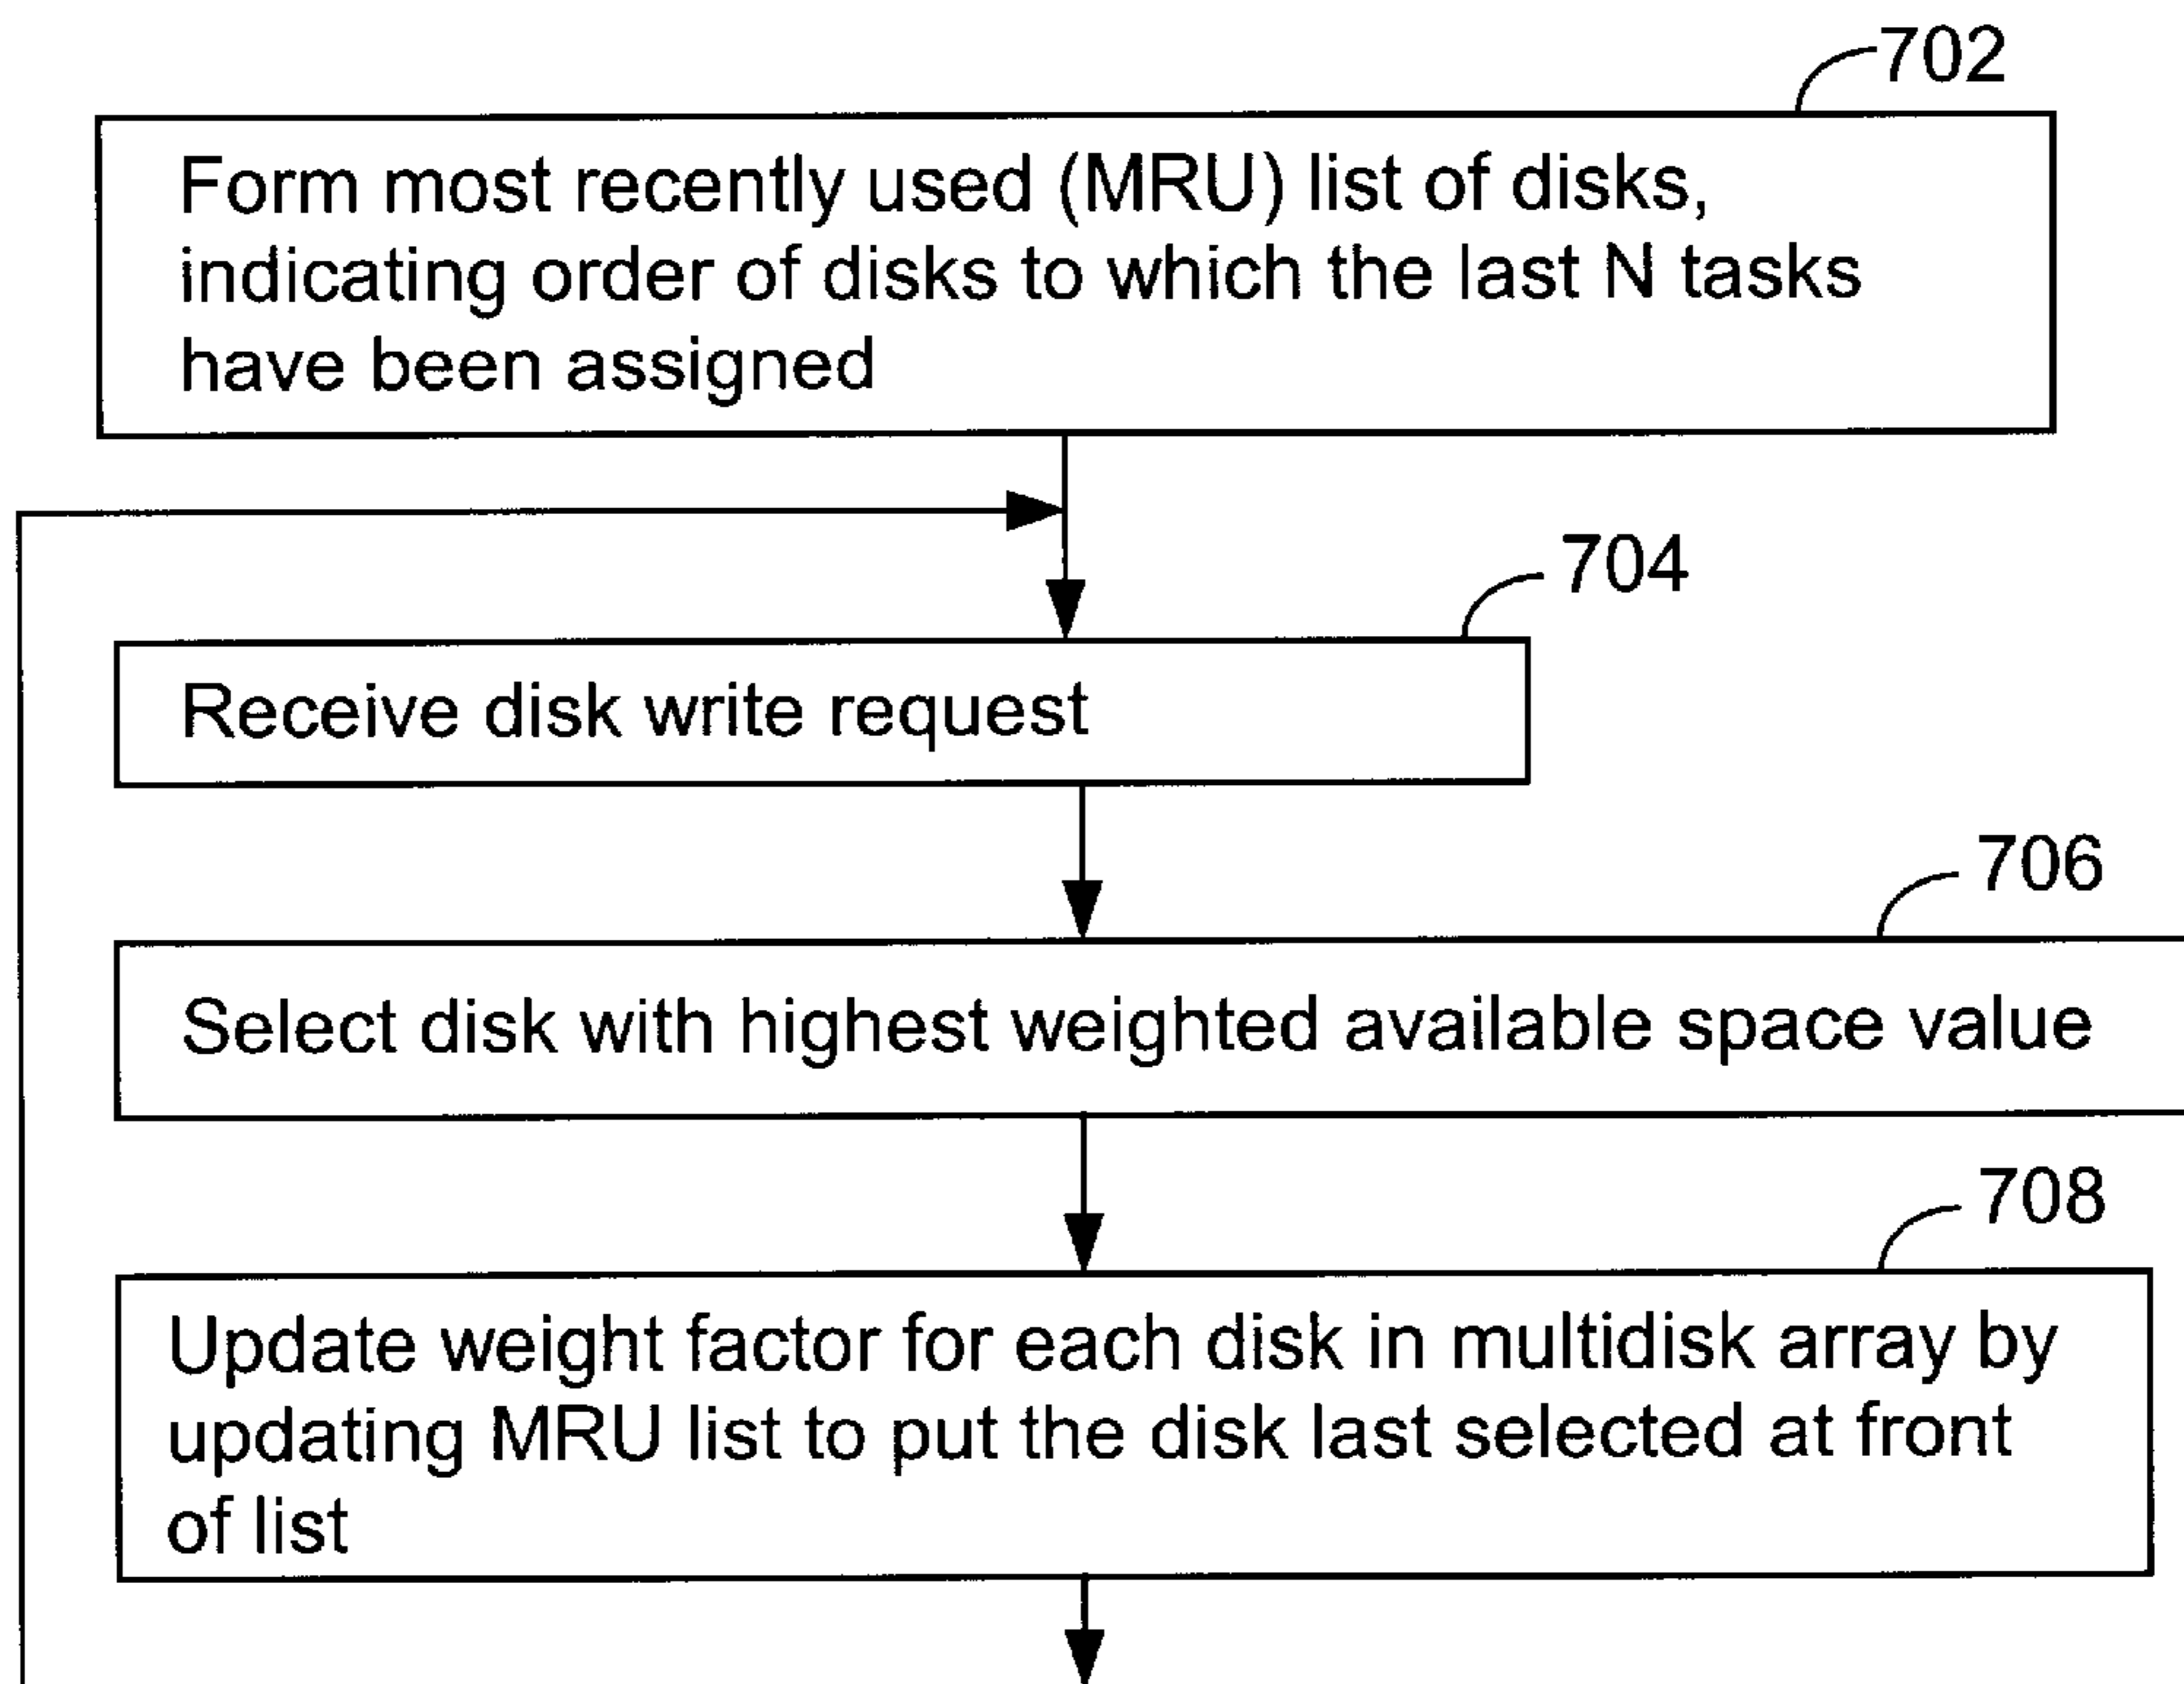 702
Form most recently used (MRU) list of disks,
indicating order of disks to which the last N tasks
have been assigned
704
Receive disk write request
706
Select disk with highest weighted available space value
708
Update weight factor for each disk in multidisk array by
updating MRU list to put the disk last selected at front
of list